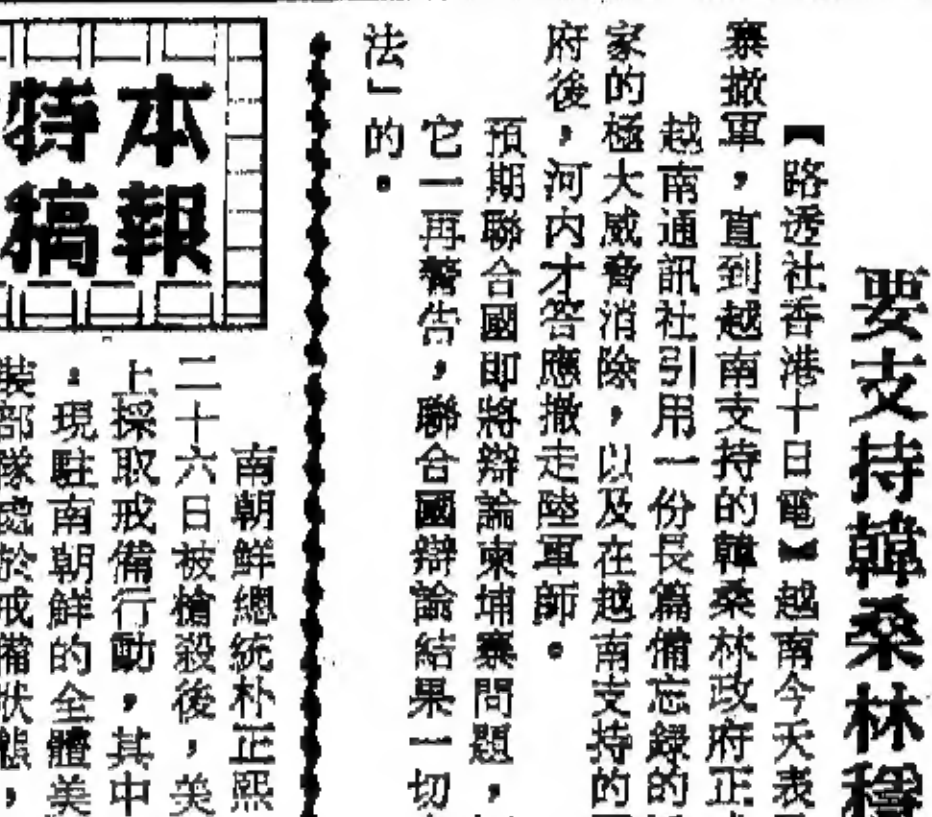 要支持韓桑林穩
【路透社香港十日電】越南今天表
寨撤軍，直到越南支持的韓桑林政府正
越南通訊社引用一份長篇備忘錄的
家的極大威脅消除，以及在越南支持的
府後，河內才答應撤走陸軍師。
預期聯合國即將辯論柬埔寨問題，
它一再警告，聯合國辯論結果一切
法」的。
本報
特稿
南朝鮮總統朴正熙
二十六日被槍殺後，美
上採取戒備行動，其中
，現駐南朝鮮的全體美
裝部隊處於戒備狀態，